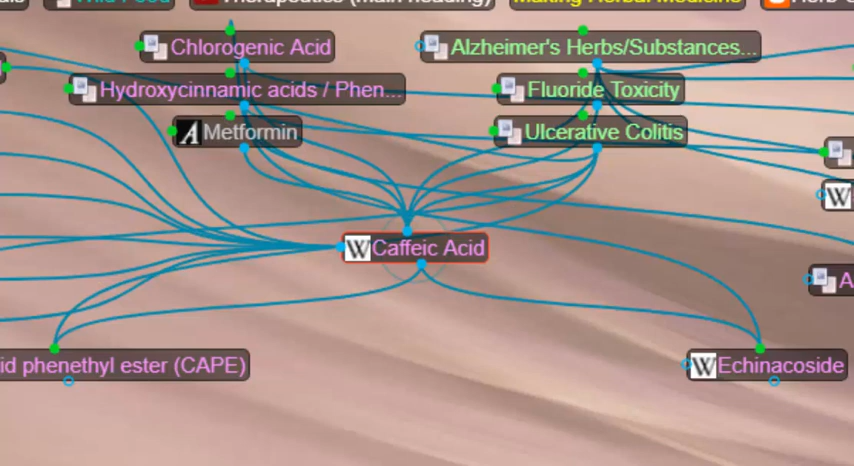 Therapeutics (main heading)
Making Herbal Medicine
Chlorogenic Acid
Alzheimer's Herbs/Substances...
Hydroxycinnamic acids / Phen...
Fluoride Toxicity
Metformin
Ulcerative Colitis
W
W Caffeic Acid
A
id phenethyl ester (CAPE)
W Echinacoside